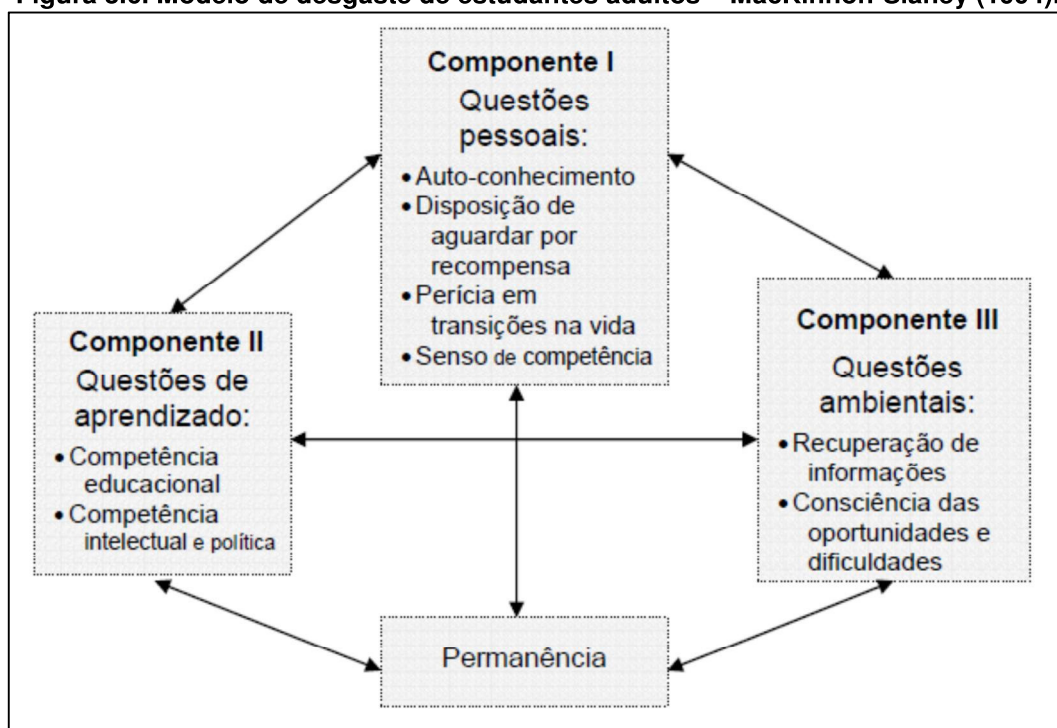 Componente I
Questões
pessoais:
• Auto-conhecimento
• Disposição de
aguardar por
recompensa
• Perícia em
transições na vida
• Senso de competência
Componente II
Questões de
aprendizado:
• Competência
educacional
• Competência
intelectual e política
Componente III
Questões
ambientais:
• Recuperação de
informações
• Consciência das
oportunidades e
dificuldades
Permanência